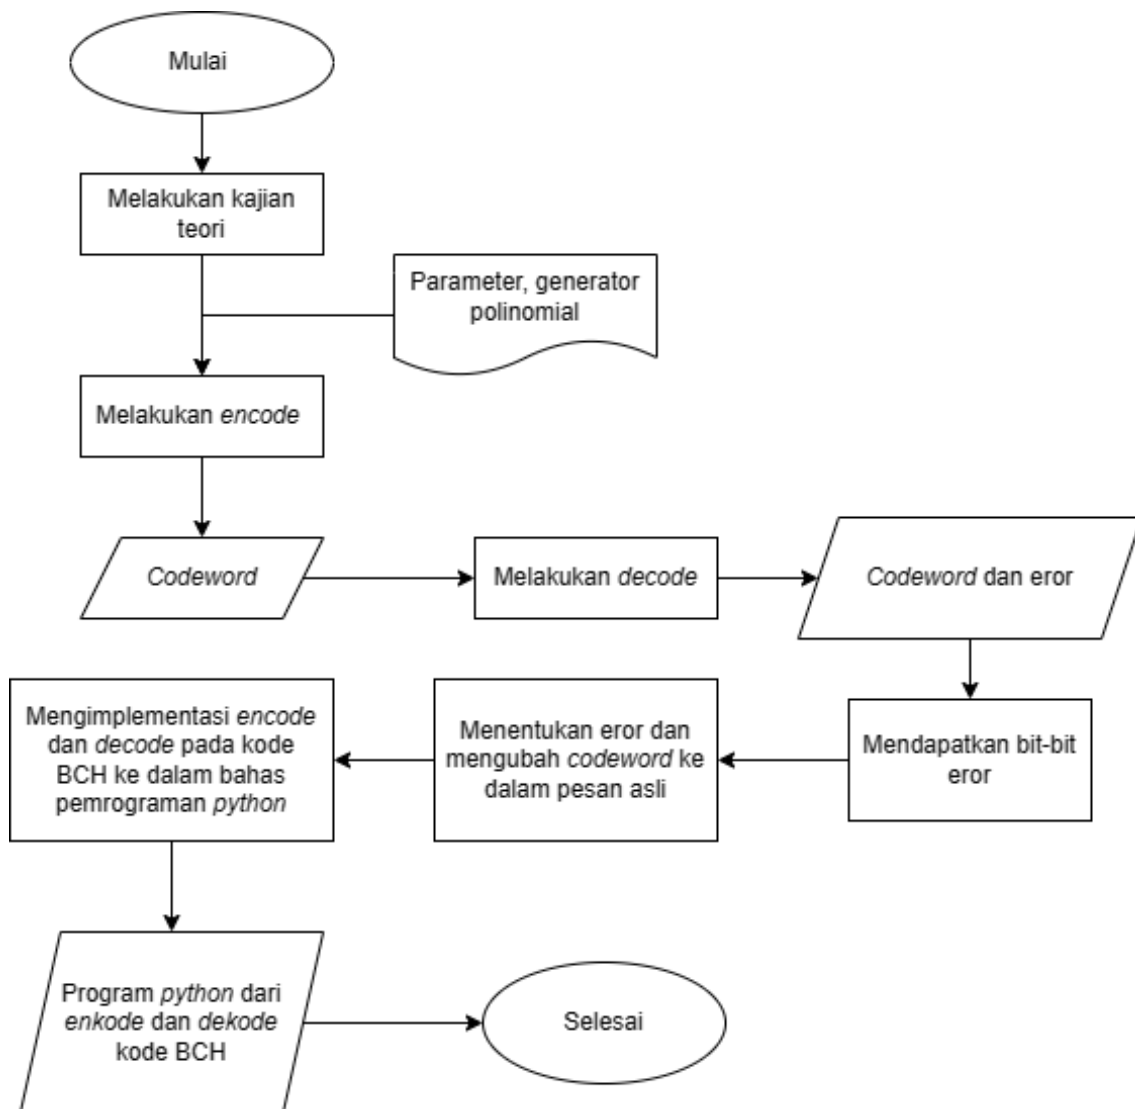 Mulai
Melakukan kajian
teori
Parameter, generator
polinomial
Melakukan encode
Codeword
Melakukan decode
Codeword dan eror
Mendapatkan bit-bit
eror
Menentukan eror dan
mengubah codeword ke
dalam pesan asli
Mengimplementasi encode
dan decode pada kode
BCH ke dalam bahas
pemrograman python
Program python dari
enkode dan dekode
kode BCH
Selesai